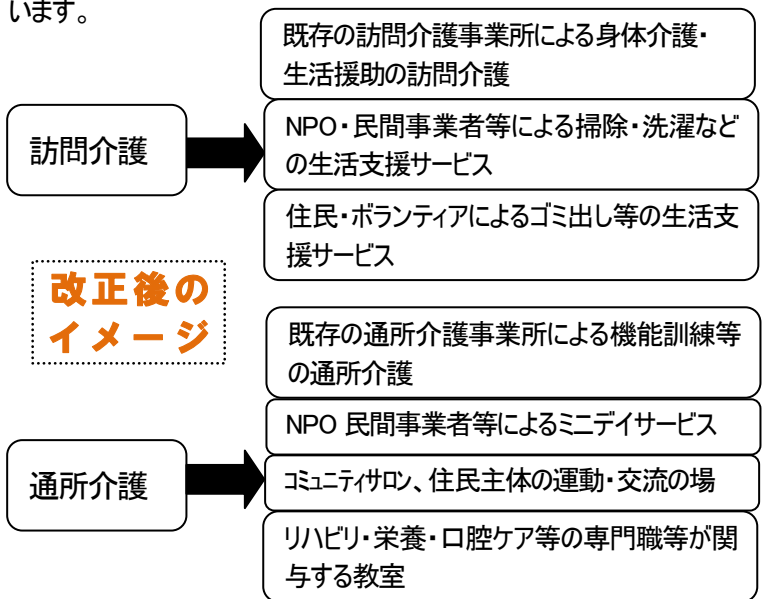 います。
既存の訪問介護事業所による身体介護・
生活援助の訪問介護
訪問介護
NPO・民間事業者等による掃除・洗濯など
の生活支援サービス
住民・ボランティアによるゴミ出し等の生活支
援サービス
改正後の
イメージ
既存の通所介護事業所による機能訓練等
の通所介護
NPO 民間事業者等によるミニデイサービス
通所介護
コミュニティサロン、住民主体の運動・交流の場
リハビリ・栄養・口腔ケア等の専門職等が関
与する教室